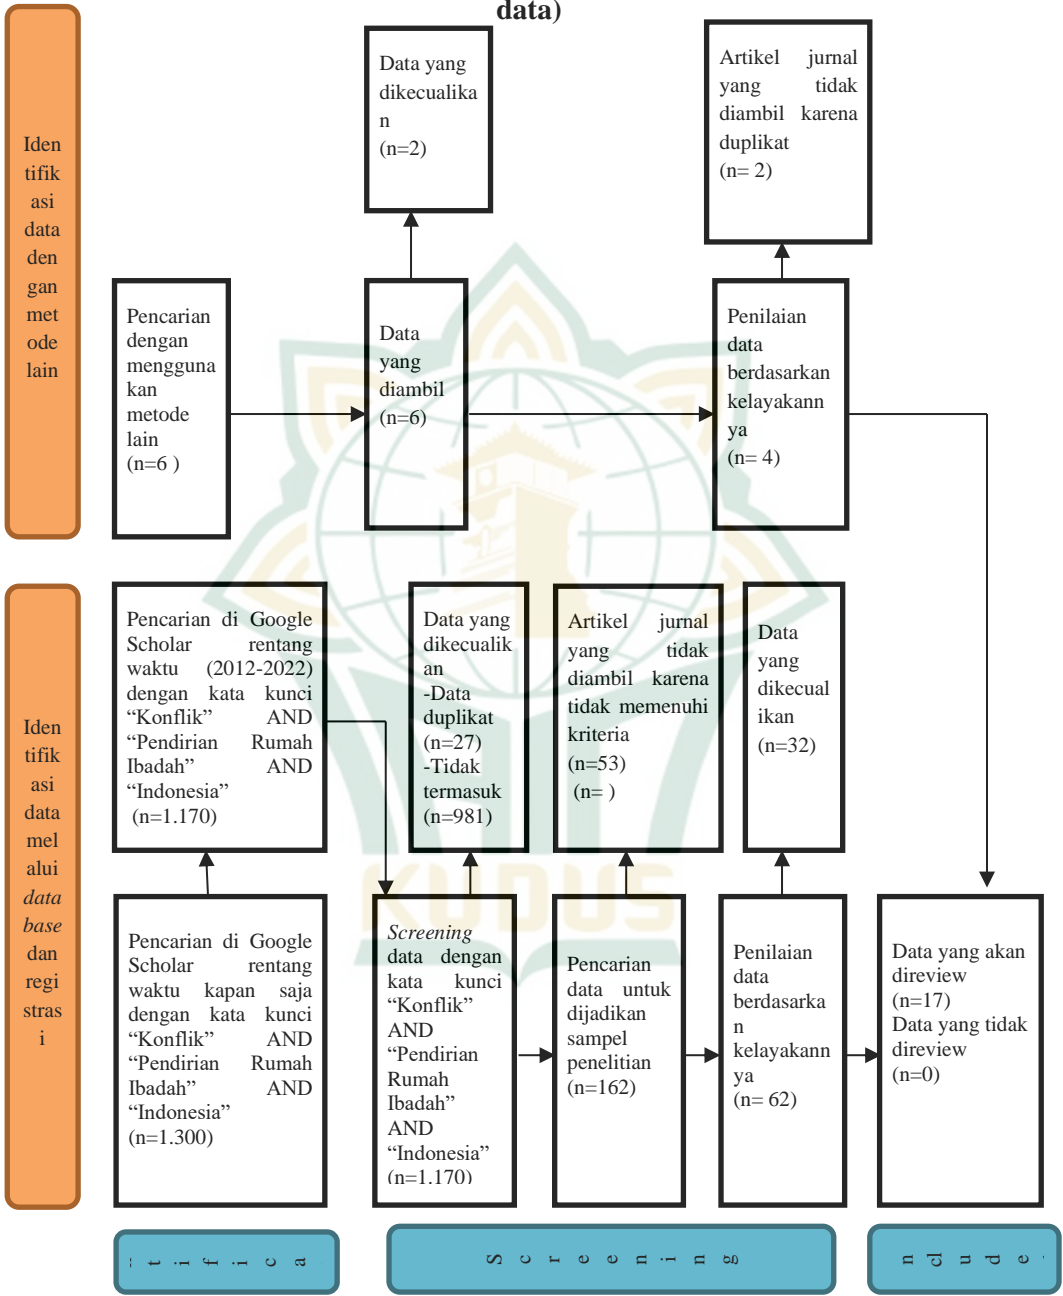 data)
Iden
tifik
asi
data
den
gan
met
ode
lain
Data yang
dikecualika
n
(n=2)
Artikel jurnal
yang tidak
diambil karena
duplikat
(n= 2)
Pencarian
dengan
mengguna
kan
metode
lain
(n=6 )
Data
yang
diambil
(n=6)
Penilaian
data
berdasarkan
kelayakann
ya
(n= 4)
Iden
tifik
asi
data
mel
alui
data
base
dan
regi
stras
i
Pencarian di Google
Scholar rentang
waktu (2012-2022)
dengan kata kunci
“Konflik” AND
“Pendirian Rumah
Ibadah” AND
“Indonesia”
(n=1.170)
Data yang
dikecualik
an
-Data
duplikat
(n=27)
-Tidak
termasuk
(n=981)
Artikel jurnal
yang tidak
diambil karena
tidak memenuhi
kriteria
(n=53)
(n= )
Data
yang
dikecual
ikan
(n=32)
Pencarian di Google
Scholar rentang
waktu kapan saja
dengan kata kunci
“Konflik” AND
“Pendirian Rumah
Ibadah” AND
“Indonesia”
(n=1.300)
Screening
data dengan
kata kunci
“Konflik”
AND
“Pendirian
Rumah
Ibadah”
AND
“Indonesia”
(n=1.170)
Pencarian
data untuk
dijadikan
sampel
penelitian
(n=162)
Penilaian
data
berdasarka
n
kelayakann
ya
(n= 62)
Data yang akan
direview
(n=17)
Data yang tidak
direview
(n=0)
KUDUS
t i f i c a
S c r e e n i n g
n cl u d e